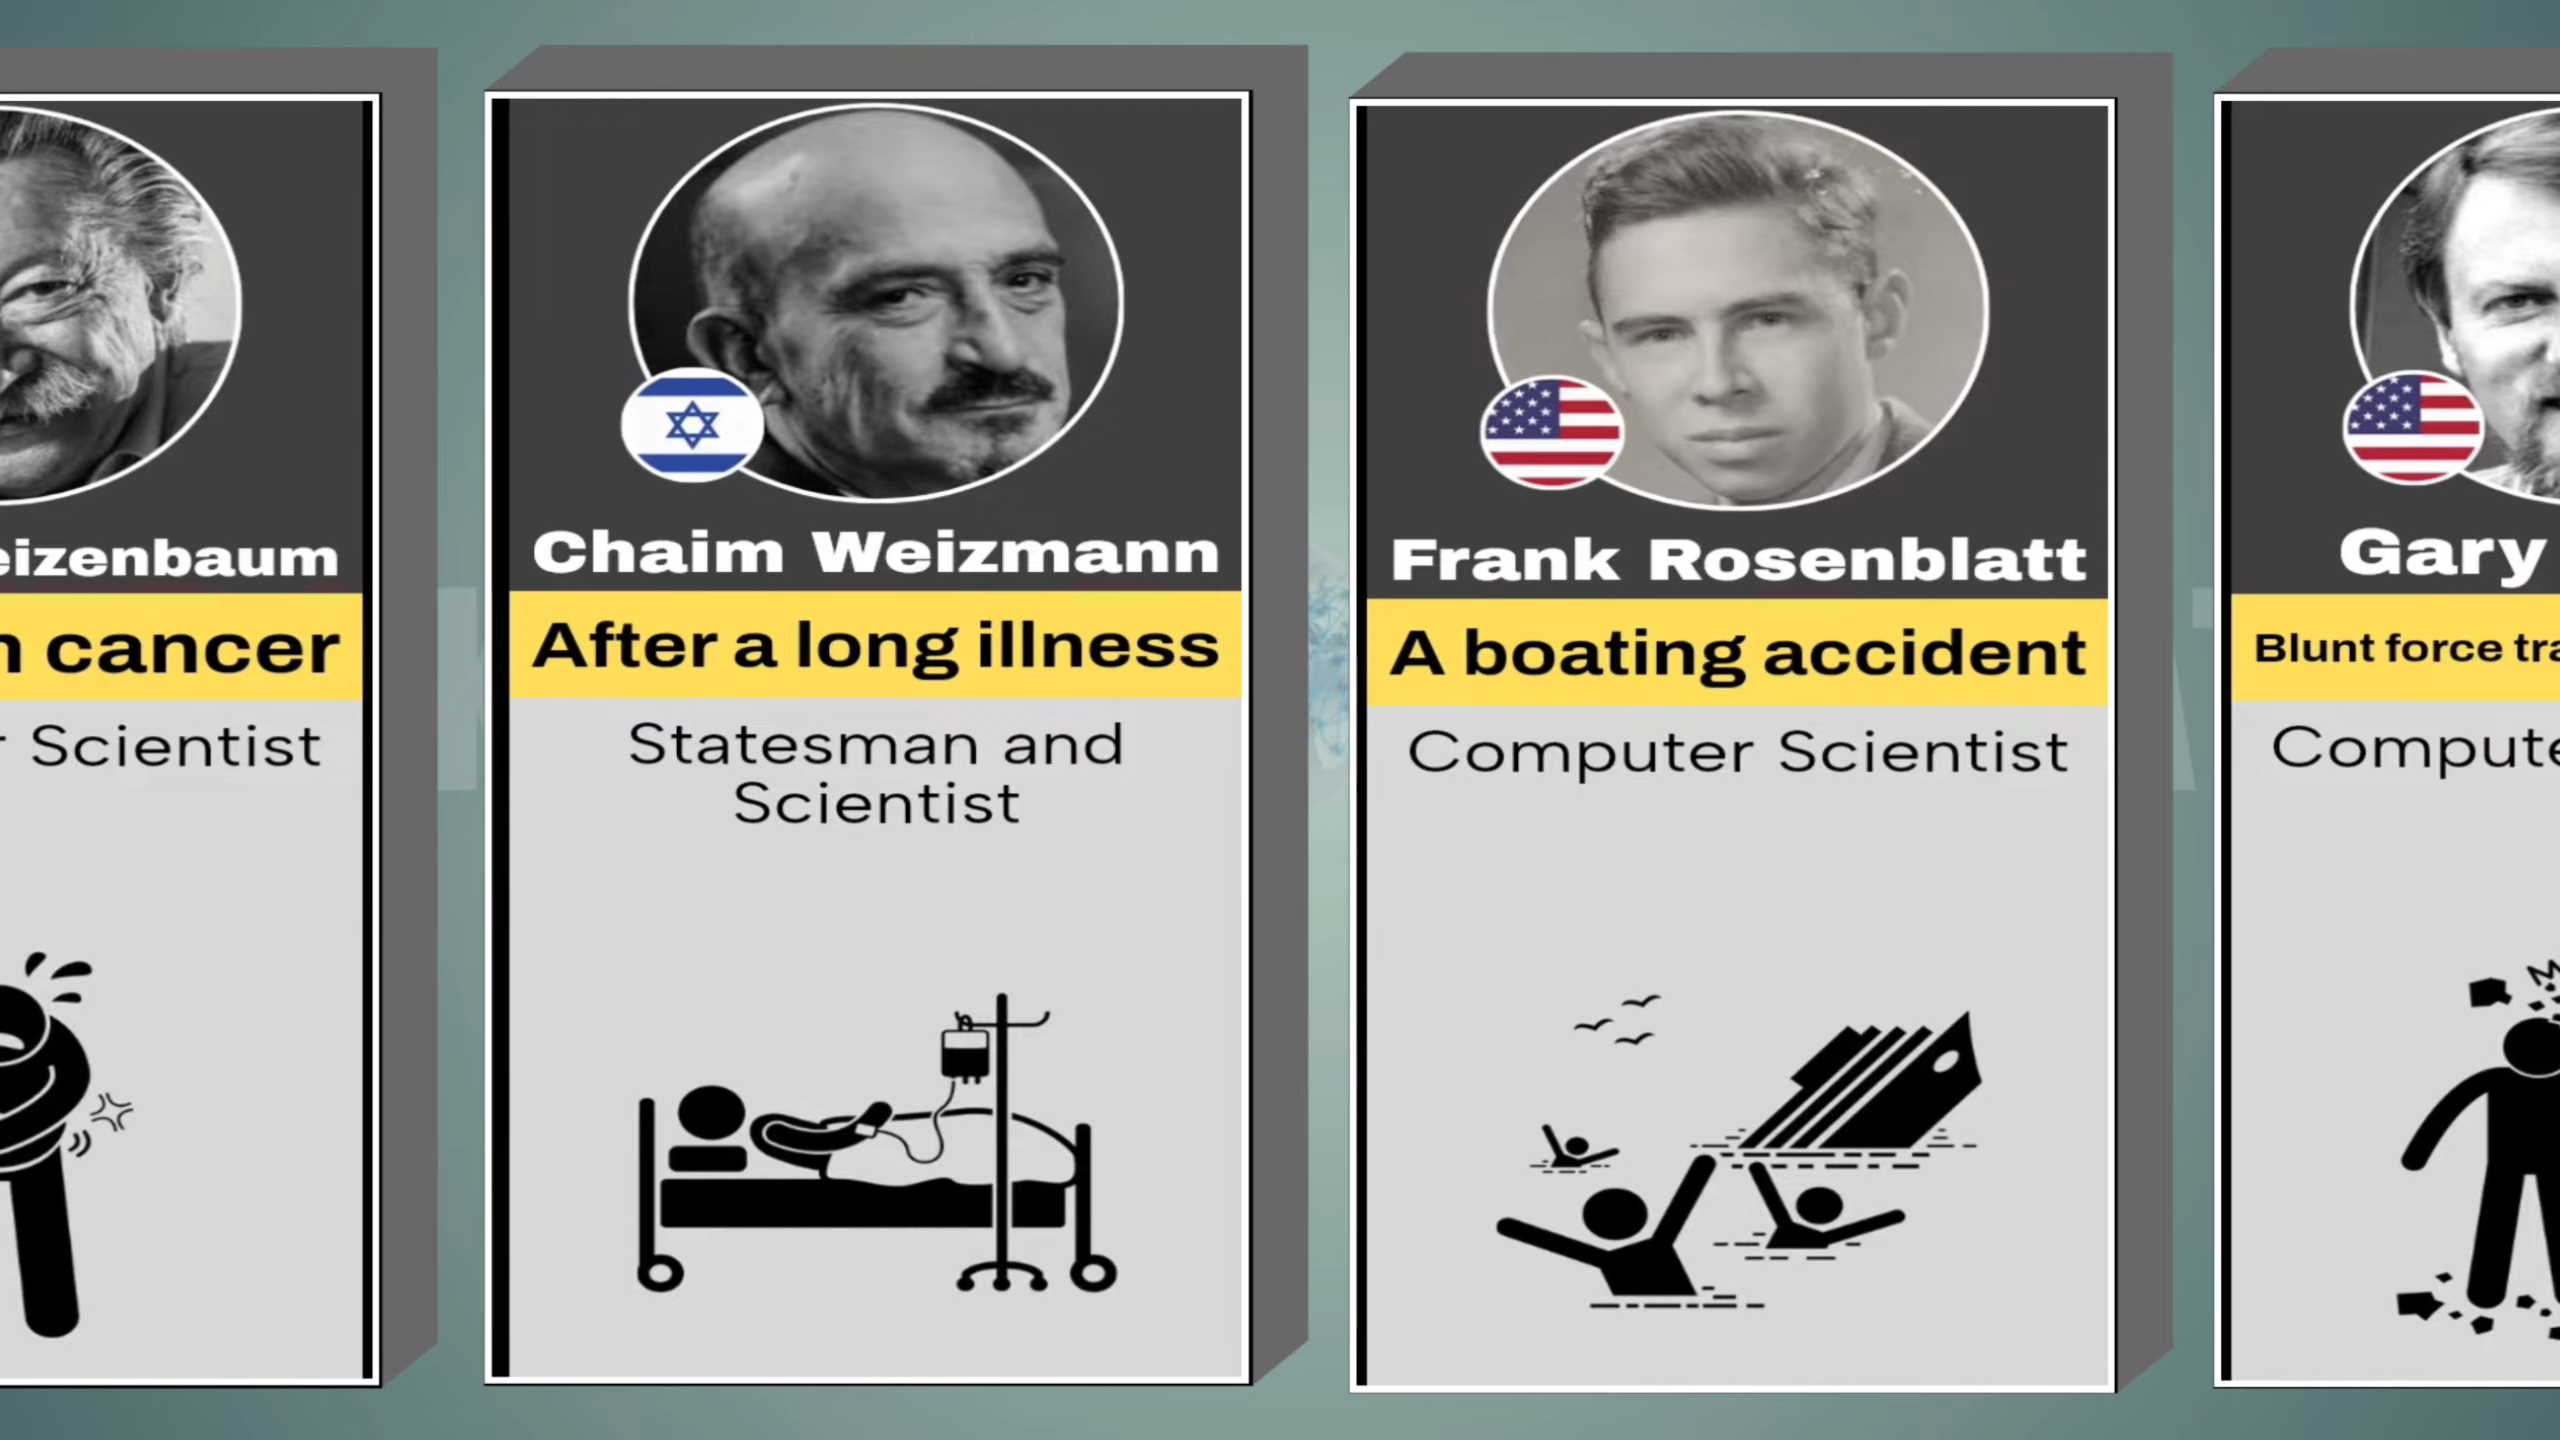 eizenbaum
n cancer
r Scientist
Chaim Weizmann
After a long illness
Statesman and
Scientist
Frank Rosenblatt
A boating accident
Computer Scientist
Gary
Blunt force tra
Compute